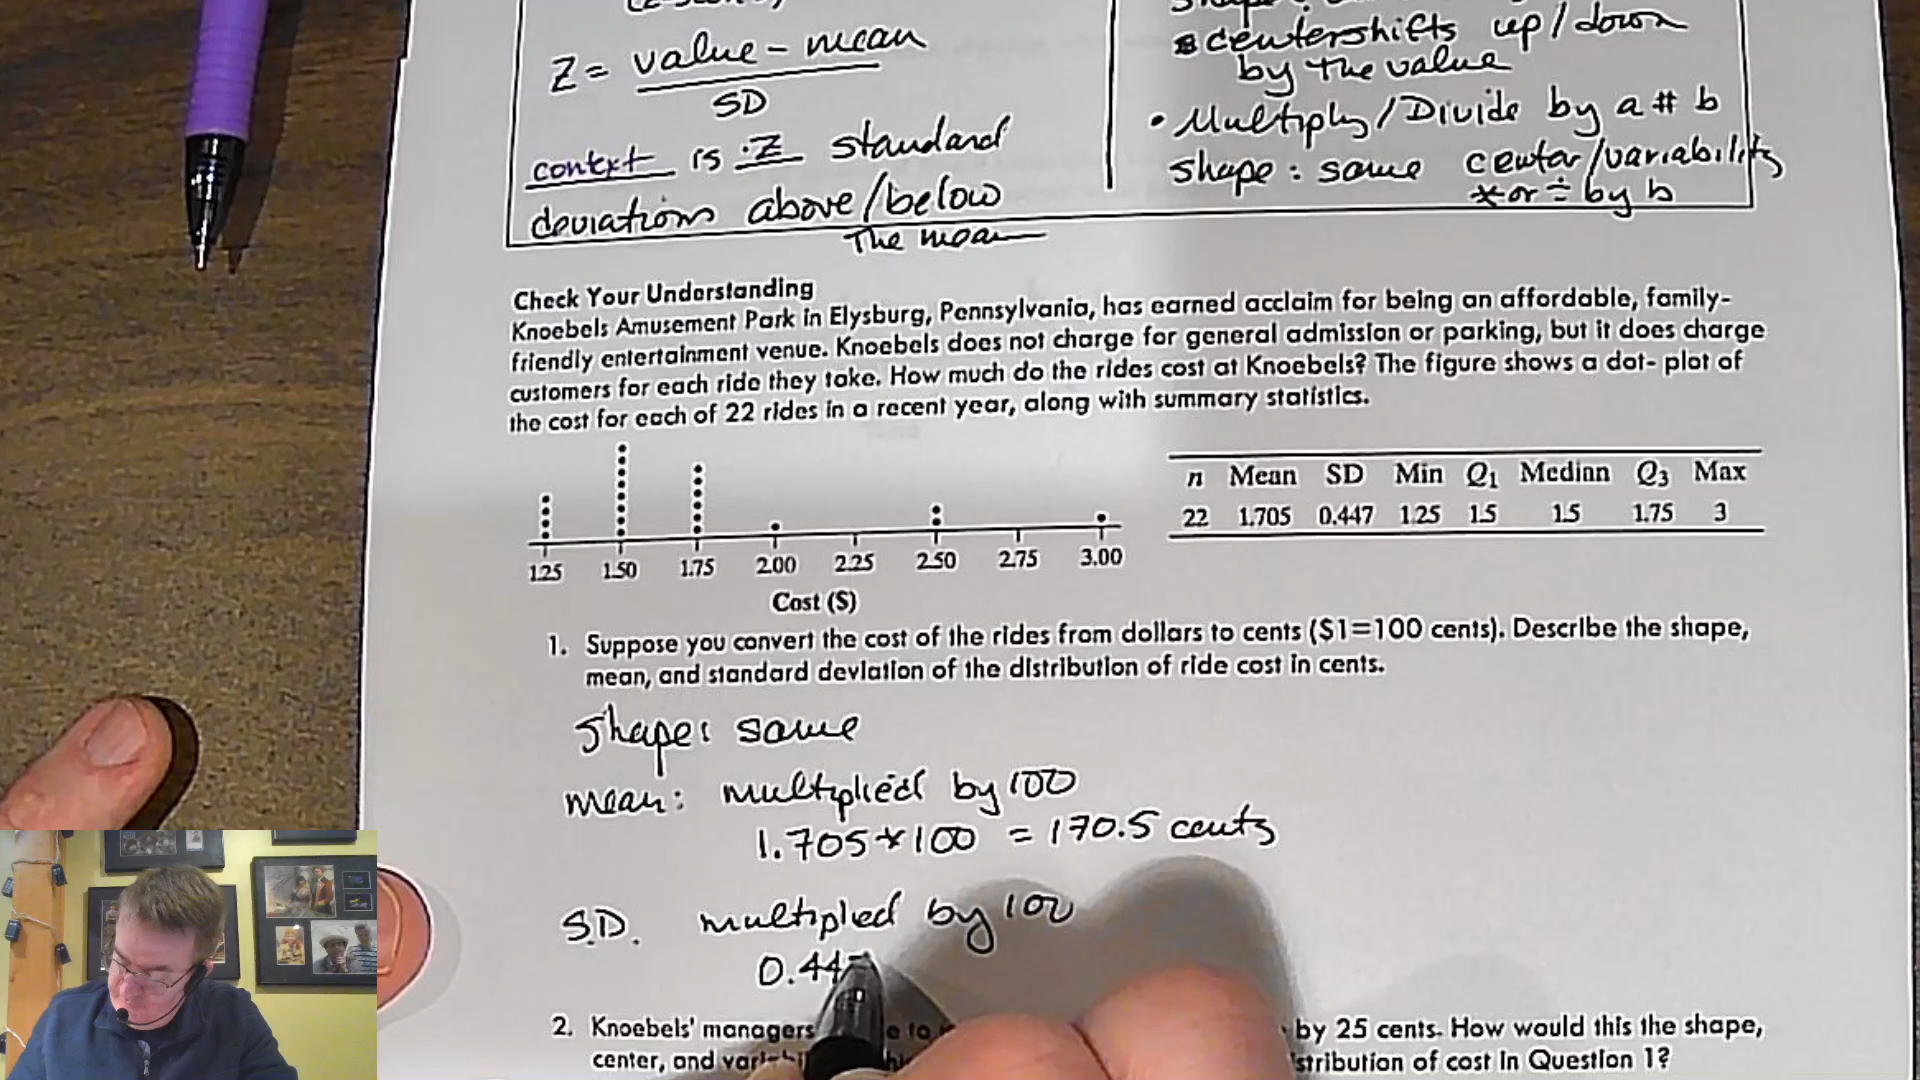 Z = value - mean
SD
context is z standard
deviations above/below
The mean
centershifts up/down
by the value
• Multiply/Divide by a # b
shape: same center/variability
* or ÷ by b
Check Your Understanding
Knoebels Amusement Park in Elysburg, Pennsylvania, has earned acclaim for being an affordable, family-
friendly entertainment venue. Knoebels does not charge for general admission or parking, but it does charge
customers for each ride they take. How much do the rides cost at Knoebels? The figure shows a dot- plot of
the cost for each of 22 rides in a recent year, along with summary statistics.
1.25 1.50 1.75 2.00 2.25 2.50 2.75 3.00
Cost ($)
n Mean SD Min Q1 Median Q3 Max
22 1.705 0.447 1.25 1.5 1.5 1.75 3
1. Suppose you convert the cost of the rides from dollars to cents ($1=100 cents). Describe the shape,
mean, and standard deviation of the distribution of ride cost in cents.
Shape: same
mean: multiplied by 100
1.705 * 100 = 170.5 cents
S.D. multiplied by 100
0.44
2. Knoebels' managers by 25 cents. How would this the shape,
center, and distribution of cost in Question 1?